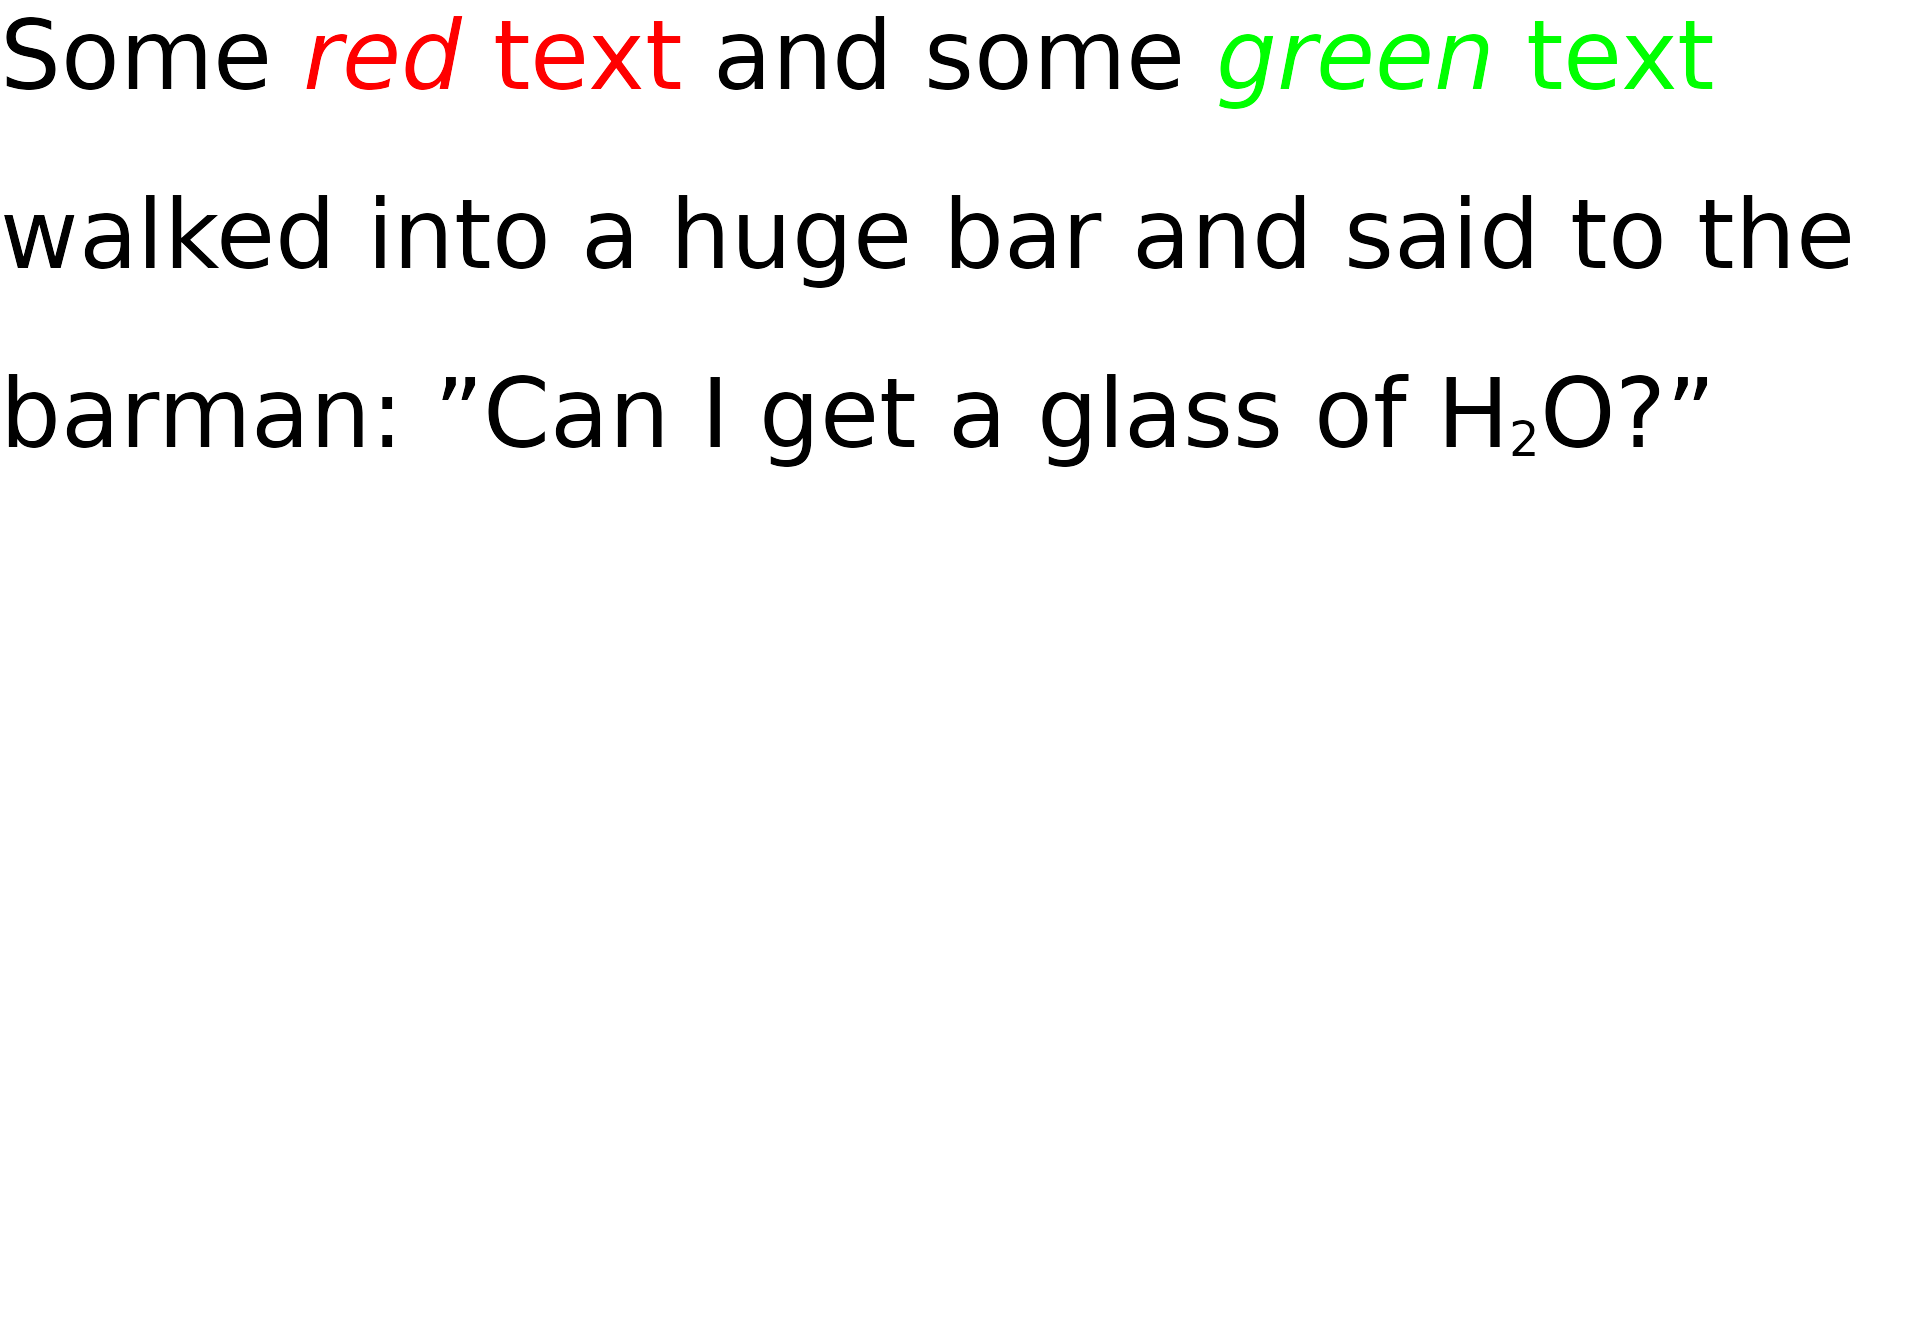 Some red text and some green text
walked into a huge bar and said to the
barman: ”Can I get a glass of H₂O?”